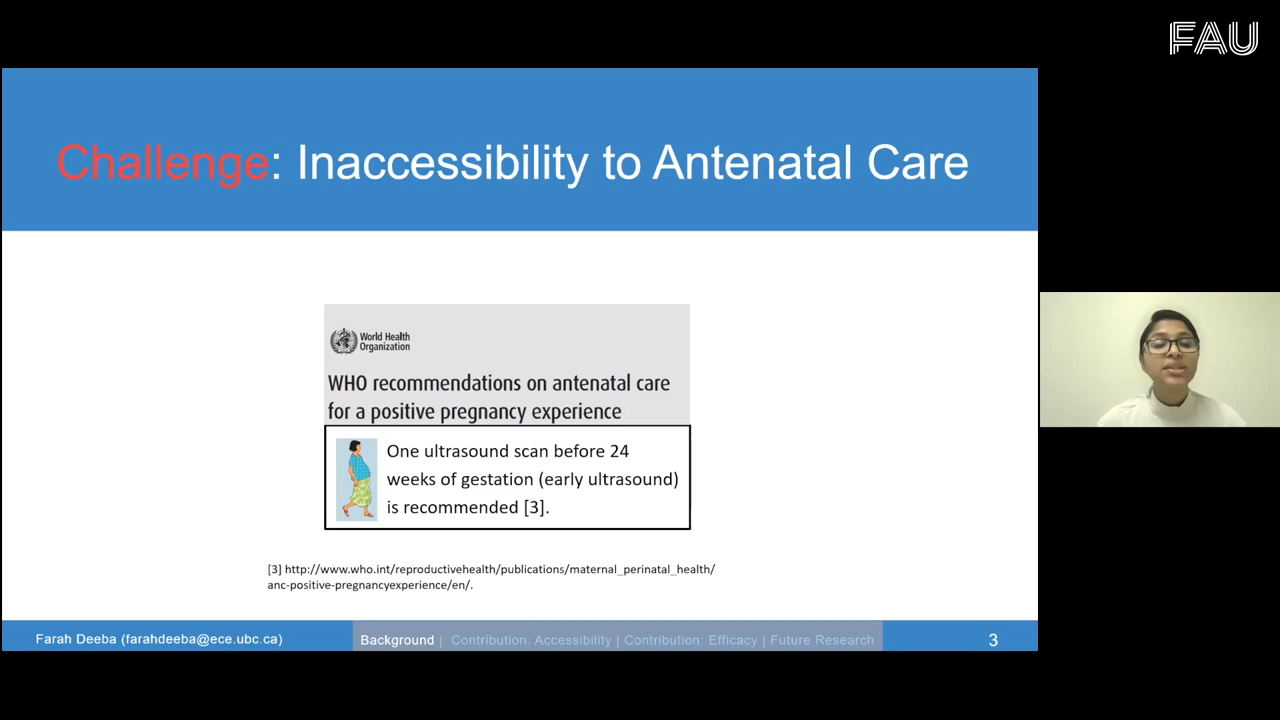 FAU
Challenge: Inaccessibility to Antenatal Care
World Health
Organization
WHO recommendations on antenatal care
for a positive pregnancy experience
One ultrasound scan before 24
weeks of gestation (early ultrasound)
is recommended [3].
[3] http://www.who.int/reproductivehealth/publications/maternal_perinatal_health/
anc-positive-pregnancyexperience/en/.
Farah Deeba (farahdeeba@ece.ubc.ca)
Background | Contribution: Accessibility | Contribution: Efficacy | Future Research
3